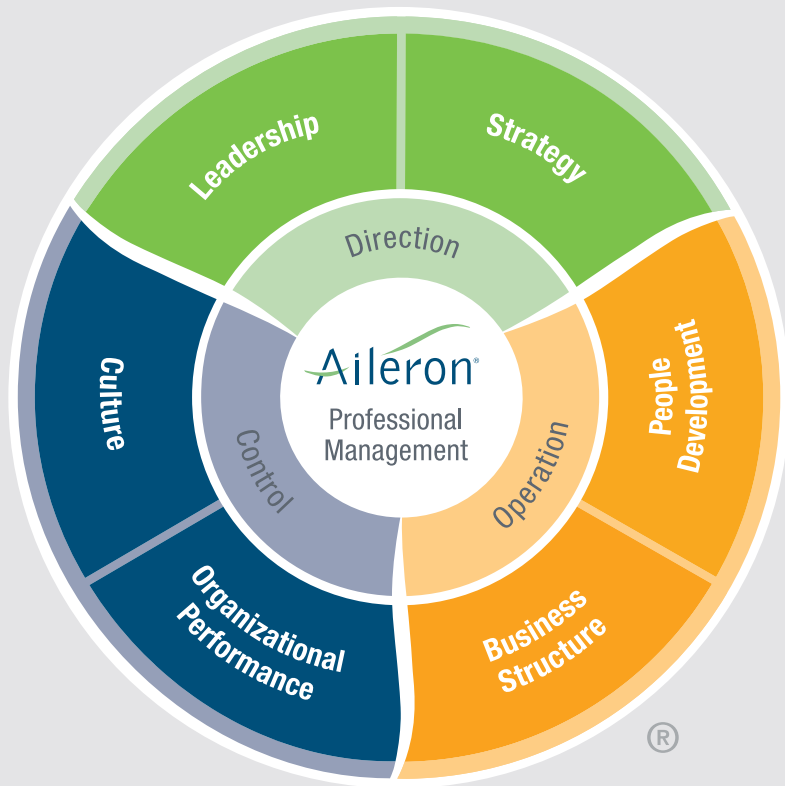 Leadership
Strategy
Direction
Culture
Aileron®
Professional
Management
People
Development
Control
Operation
Organizational
Performance
Business
Structure
®